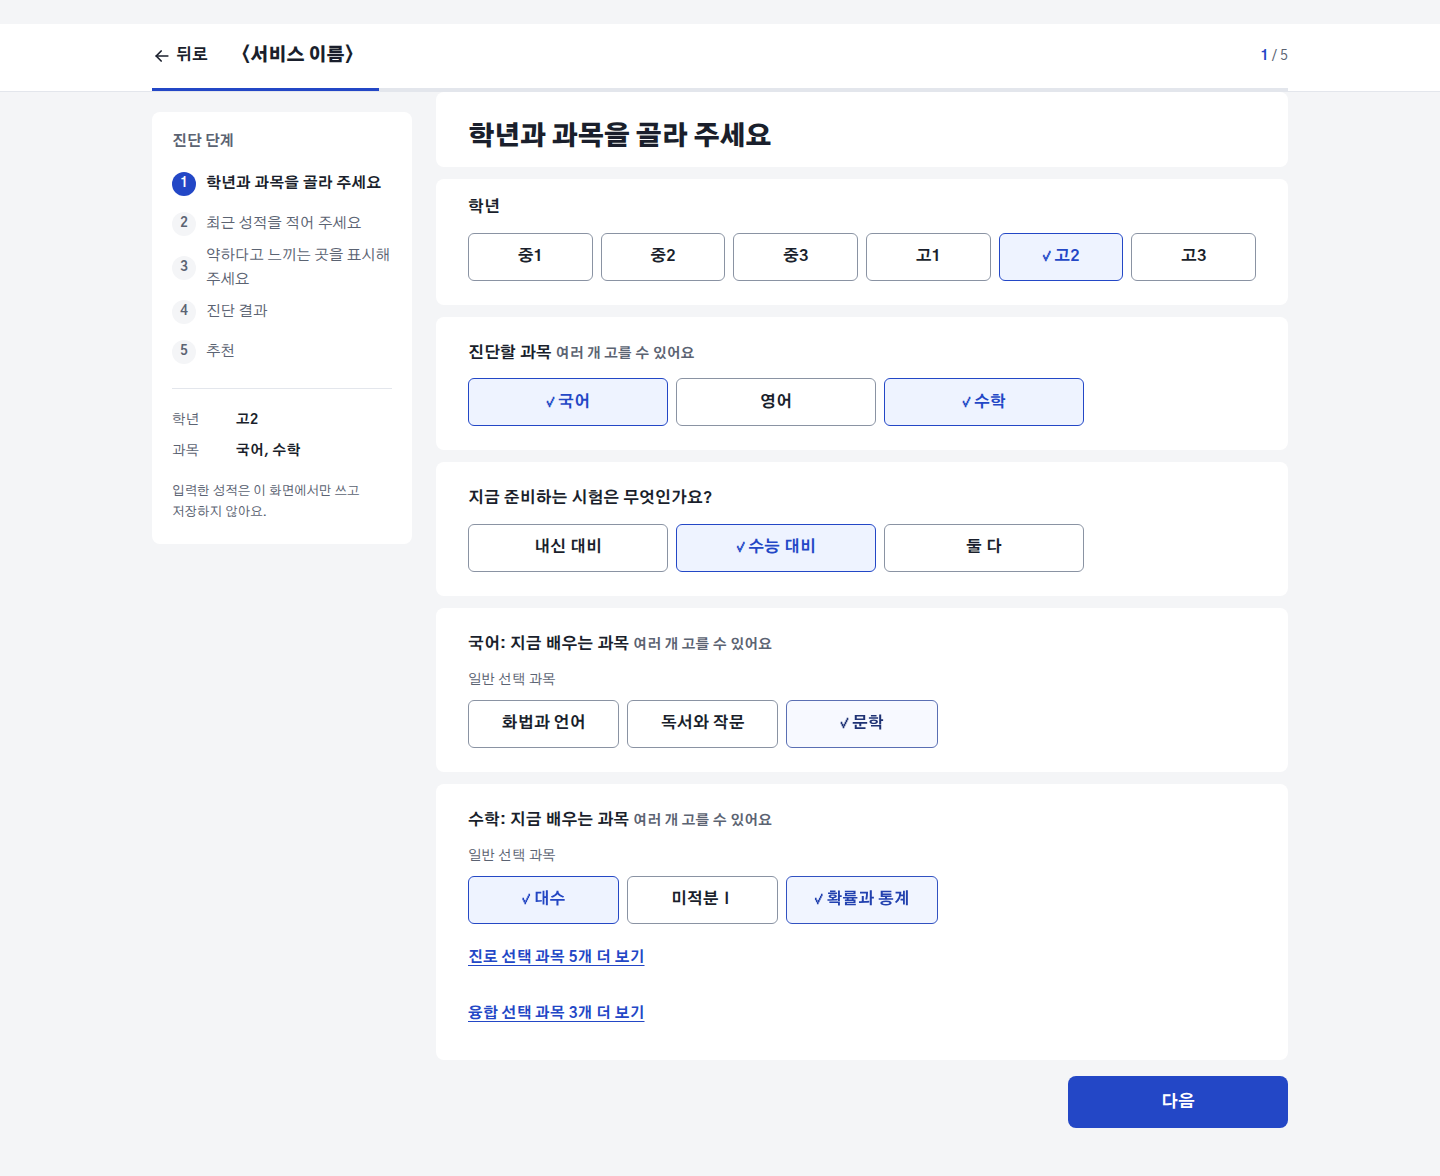 ← 뒤로 〈서비스 이름〉 1 / 5
진단 단계
1 학년과 과목을 골라 주세요
2 최근 성적을 적어 주세요
3 약하다고 느끼는 곳을 표시해
주세요
4 진단 결과
5 추천
학년 고2
과목 국어, 수학
입력한 성적은 이 화면에서만 쓰고
저장하지 않아요.
학년과 과목을 골라 주세요
학년
중1 중2 중3 고1 ✓ 고2 고3
진단할 과목 여러 개 고를 수 있어요
✓ 국어 영어 ✓ 수학
지금 준비하는 시험은 무엇인가요?
내신 대비 ✓ 수능 대비 둘 다
국어: 지금 배우는 과목 여러 개 고를 수 있어요
일반 선택 과목
화법과 언어 독서와 작문 ✓ 문학
수학: 지금 배우는 과목 여러 개 고를 수 있어요
일반 선택 과목
✓ 대수 미적분Ⅰ ✓ 확률과 통계
진로 선택 과목 5개 더 보기
융합 선택 과목 3개 더 보기
다음